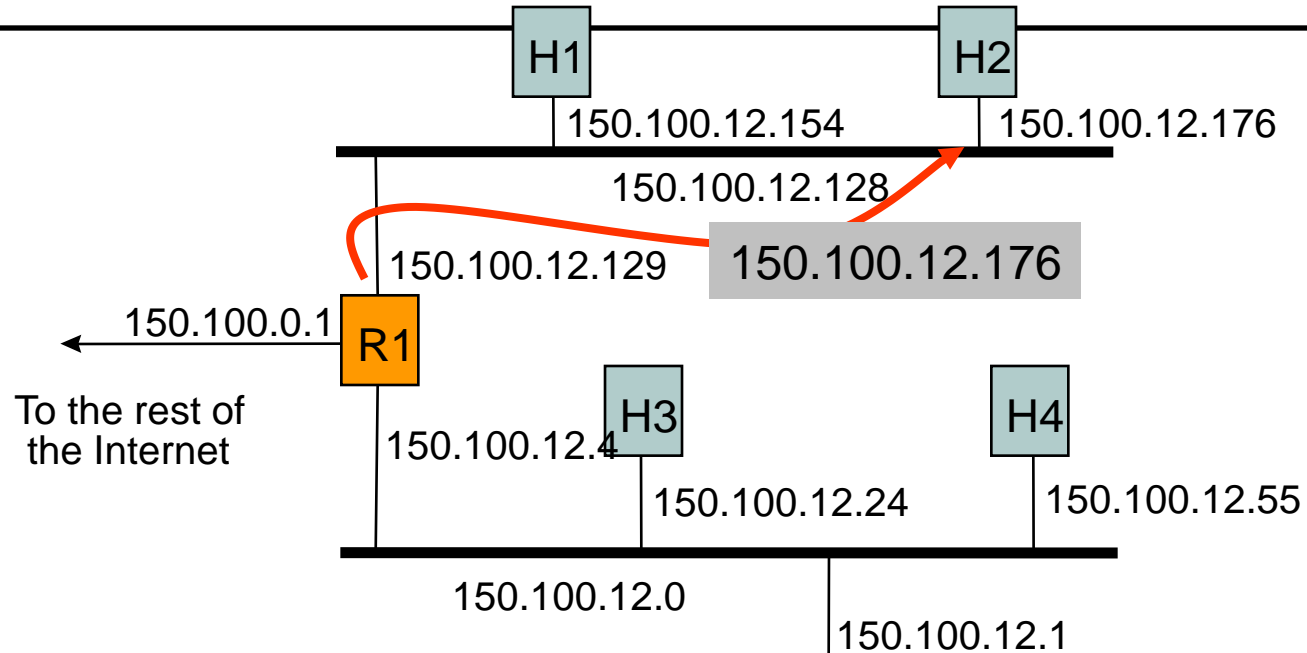 H1
H2
150.100.12.154
150.100.12.176
150.100.12.128
150.100.12.129
150.100.12.176
150.100.0.1
R1
To the rest of
the Internet
H3
H4
150.100.12.4
150.100.12.24
150.100.12.55
150.100.12.0
150.100.12.1